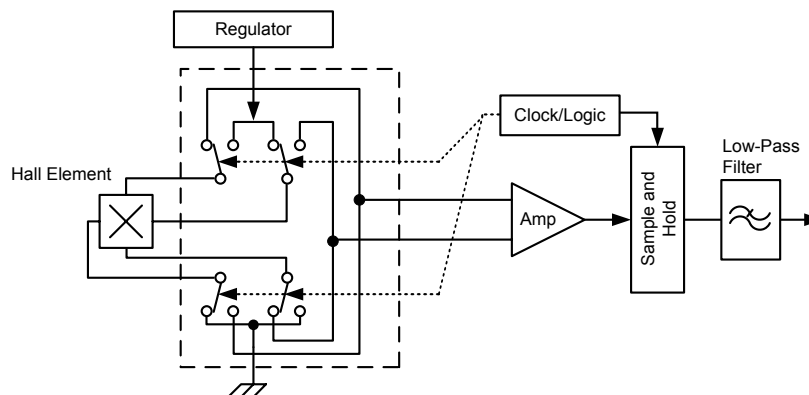 Regulator
Clock/Logic
Low-Pass
Filter
Hall Element
Amp
Sample and
Hold